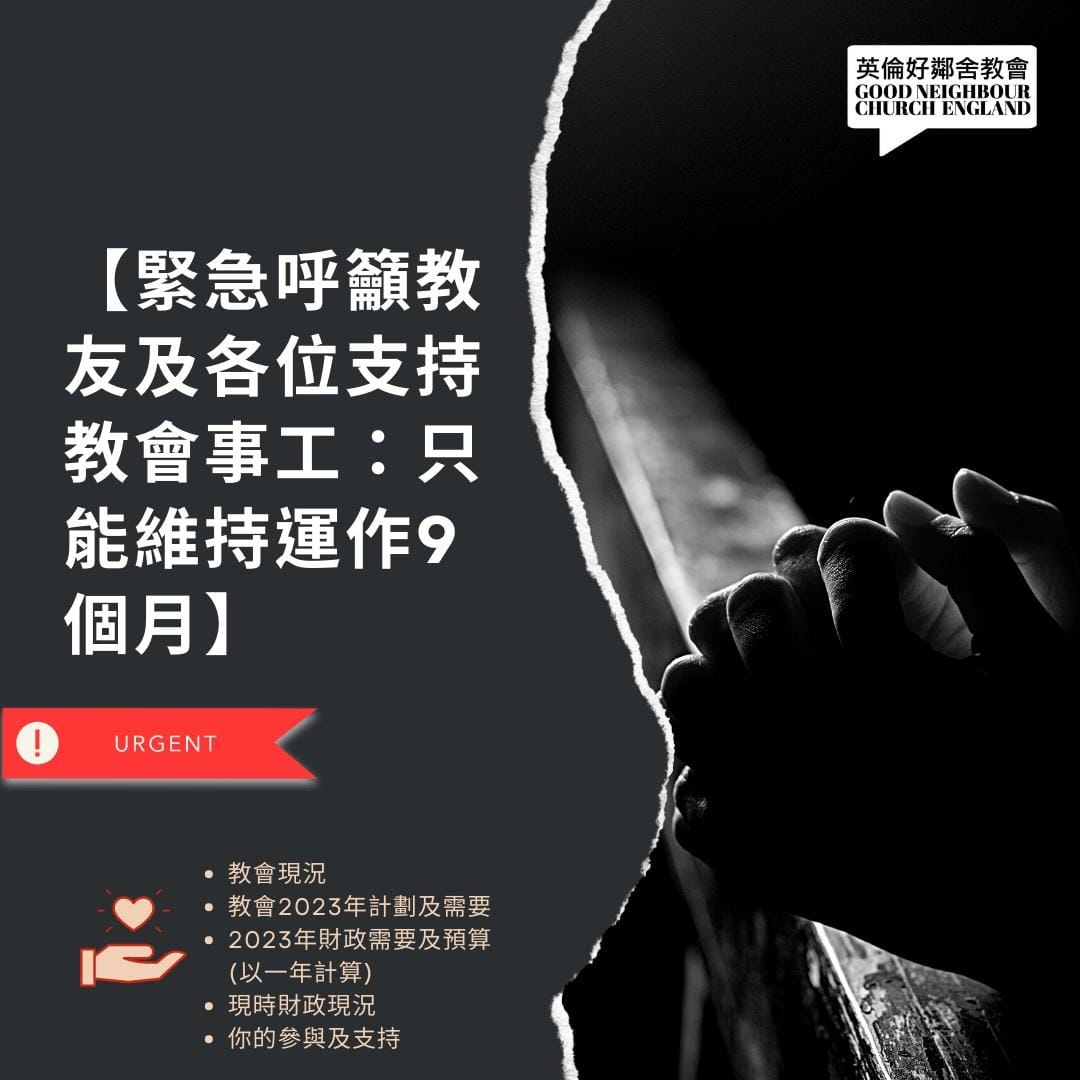 英倫好鄰舍教會
GOOD NEIGHBOUR
CHURCH ENGLAND
【緊急呼籲教
友及各位支持
教會事工：只
能維持運作9
個月】
! URGENT
• 教會現況
• 教會2023年計劃及需要
• 2023年財政需要及預算
(以一年計算)
• 現時財政現況
• 你的參與及支持